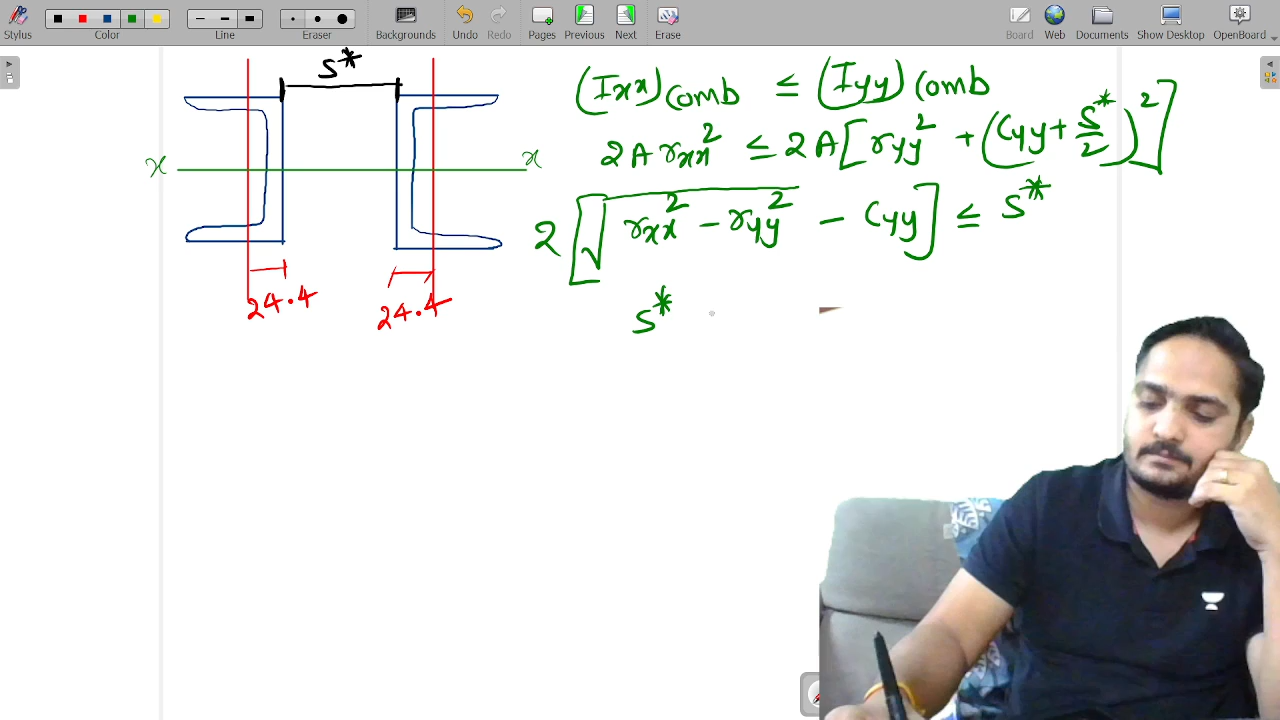 Stylus Color Line Eraser Backgrounds Undo Redo Pages Previous Next Erase Board Web Documents Show Desktop OpenBoard
S*
(Ixx)comb ≤ (Iyy)comb
2A rxx² ≤ 2A[ryy² + (Cyy + S*/2)²]
x x
2[√(rxx² - ryy²) - Cyy] ≤ S*
24.4 24.4
S*